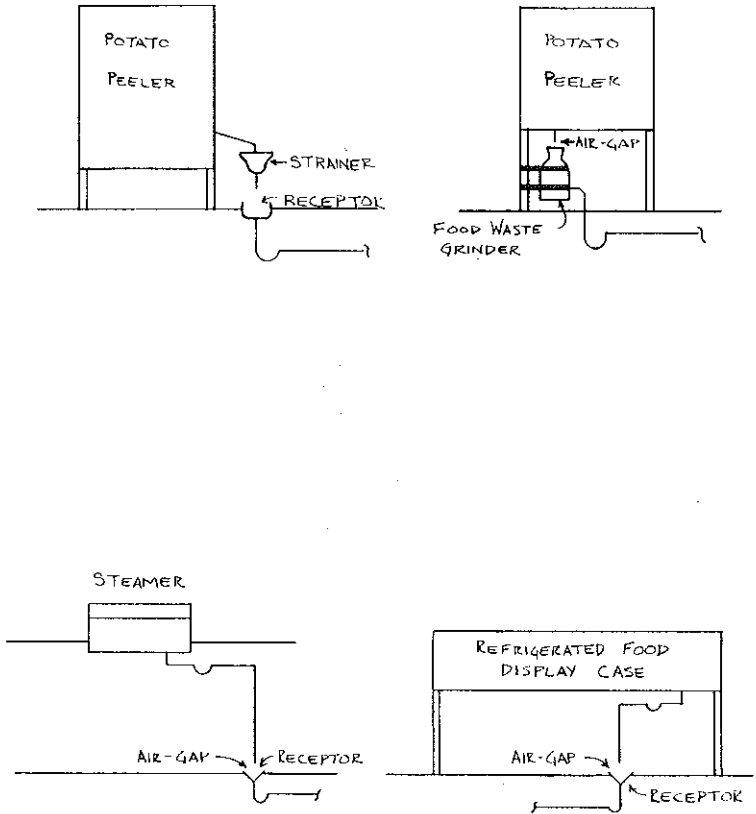 POTATO
PEELER
STRAINER
RECEPTOR
POTATO
PEELER
AIR-GAP
FOOD WASTE
GRINDER
STEAMER
AIR-GAP
RECEPTOR
REFRIGERATED FOOD
DISPLAY CASE
AIR-GAP
RECEPTOR